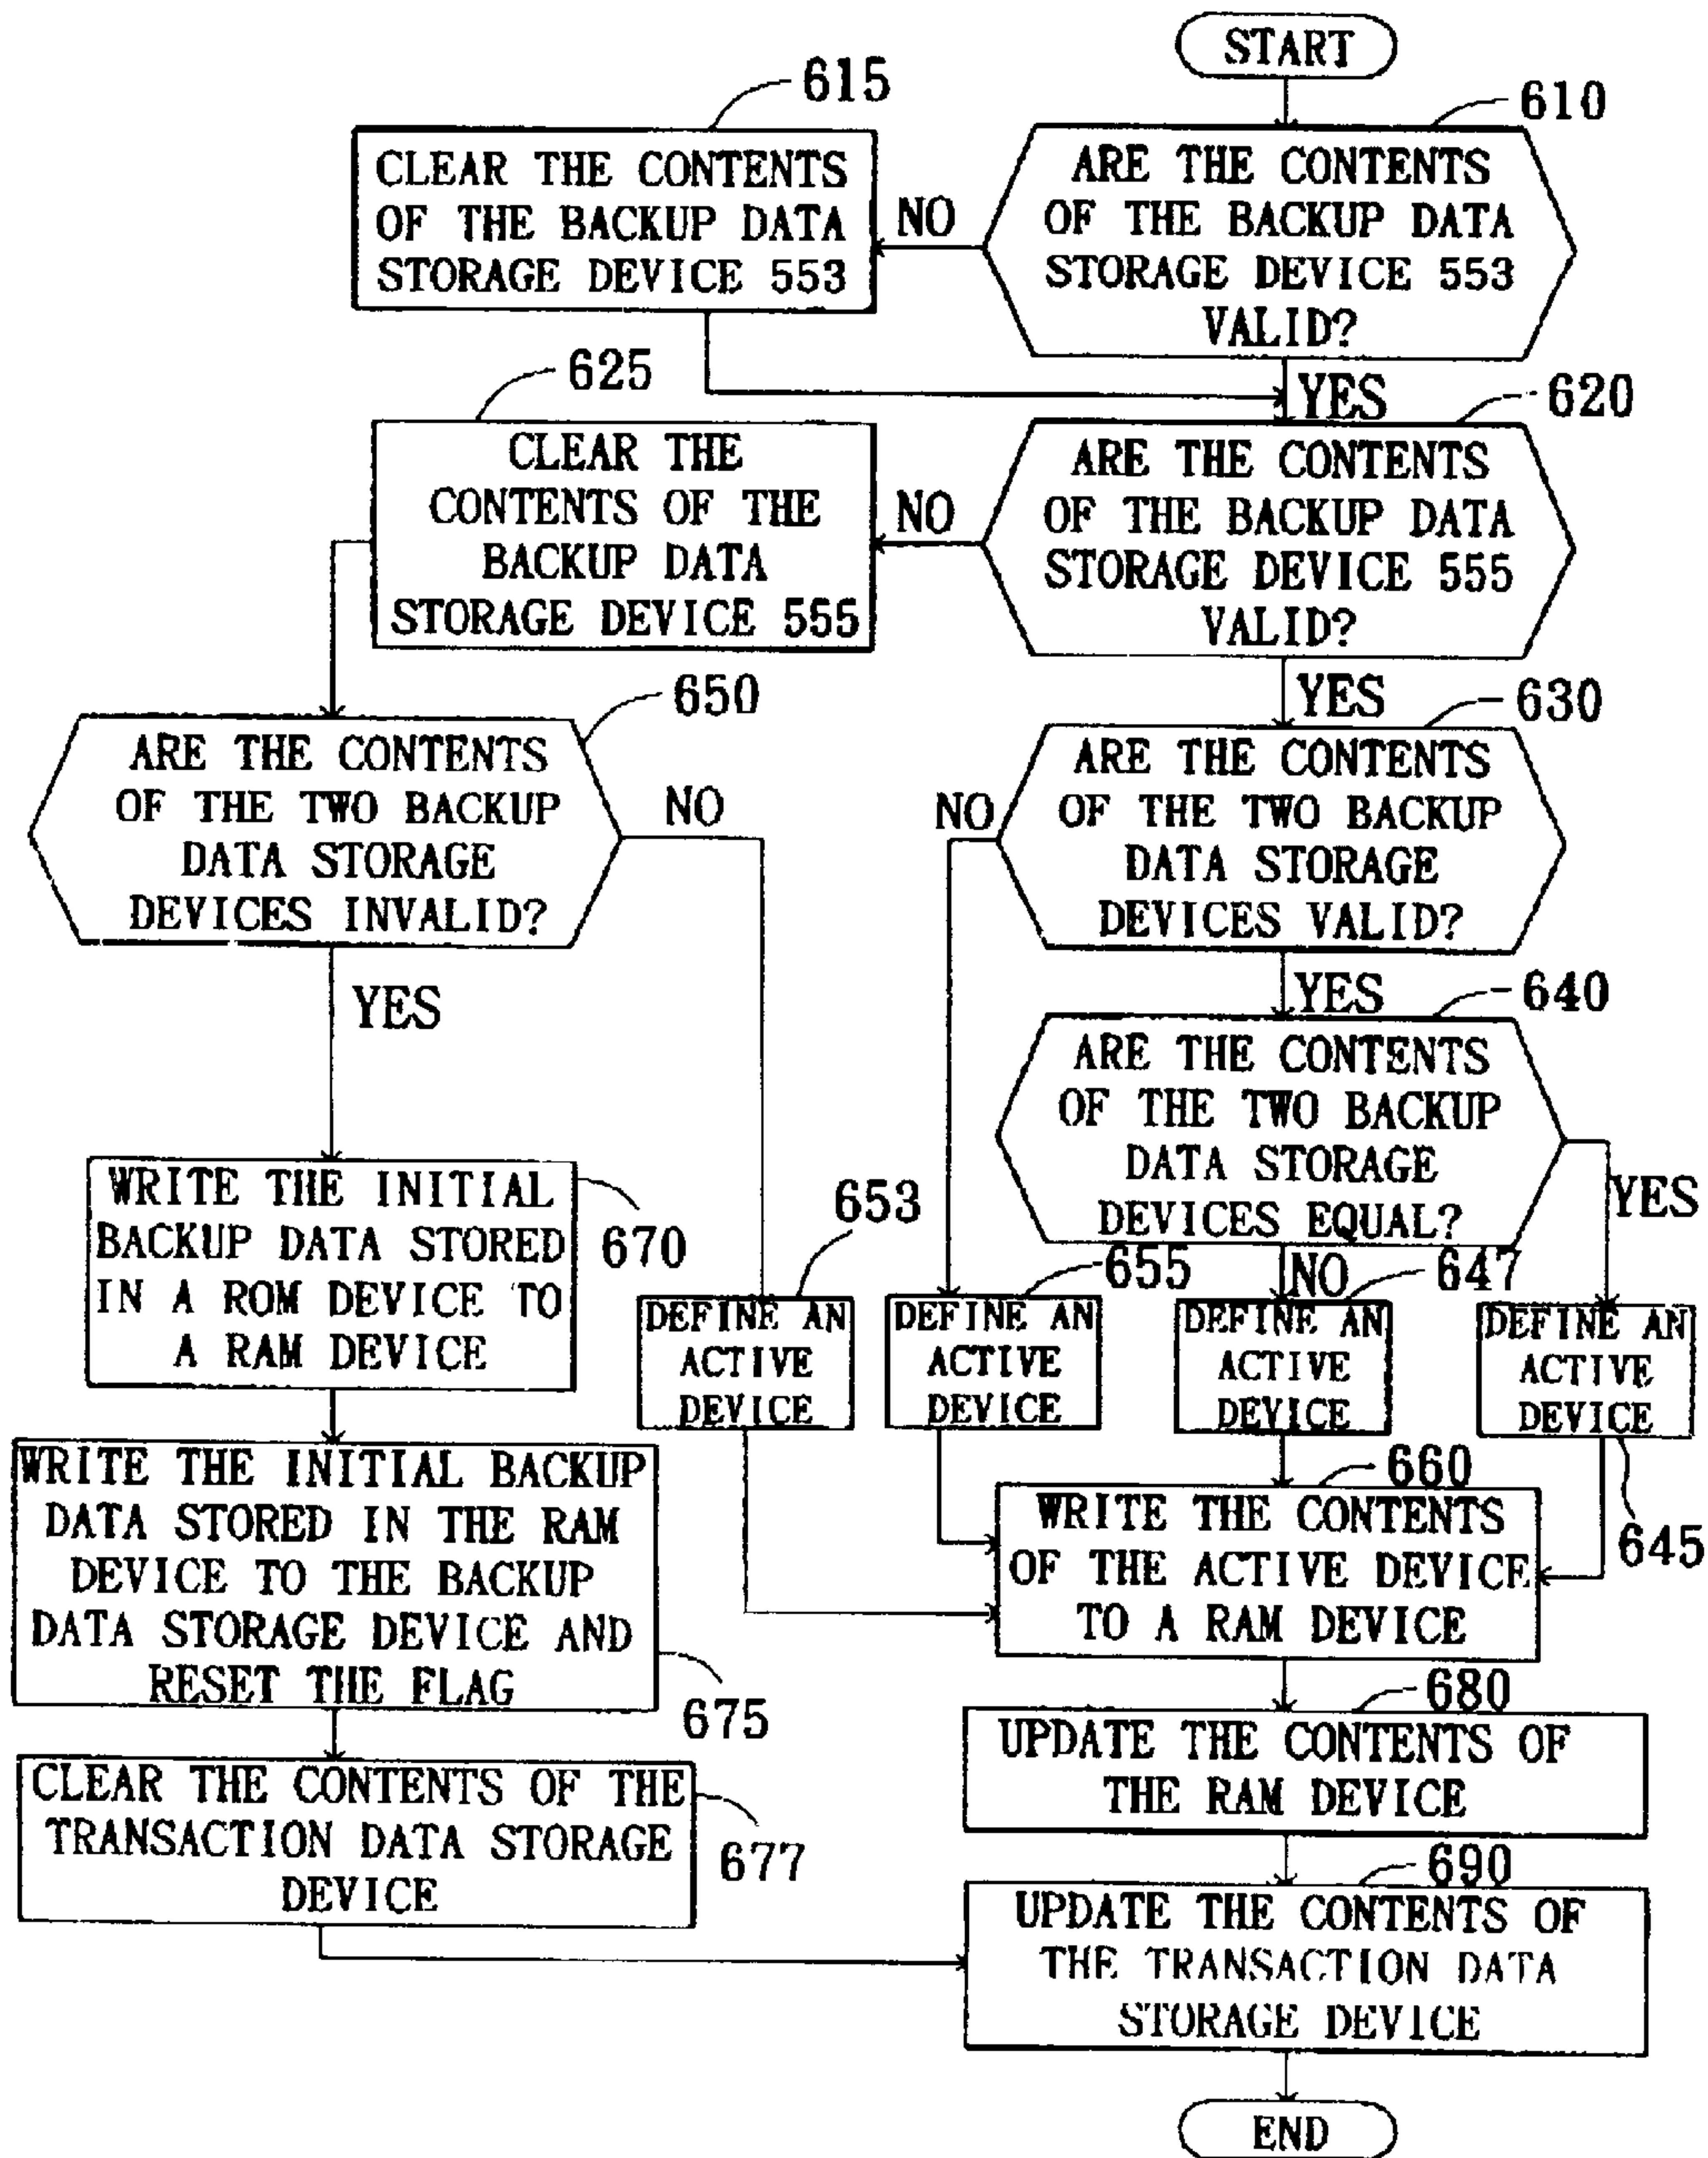 START
610
ARE THE CONTENTS
OF THE BACKUP DATA
STORAGE DEVICE 553
VALID?
615
CLEAR THE CONTENTS
OF THE BACKUP DATA
STORAGE DEVICE 553
NO
YES
620
ARE THE CONTENTS
OF THE BACKUP DATA
STORAGE DEVICE 555
VALID?
625
CLEAR THE
CONTENTS OF THE
BACKUP DATA
STORAGE DEVICE 555
NO
YES
630
ARE THE CONTENTS
OF THE TWO BACKUP
DATA STORAGE
DEVICES VALID?
NO
YES
650
ARE THE CONTENTS
OF THE TWO BACKUP
DATA STORAGE
DEVICES INVALID?
NO
YES
640
ARE THE CONTENTS
OF THE TWO BACKUP
DATA STORAGE
DEVICES EQUAL?
YES
NO
WRITE THE INITIAL
BACKUP DATA STORED
IN A ROM DEVICE TO
A RAM DEVICE
670
653
DEFINE AN
ACTIVE
DEVICE
655
DEFINE AN
ACTIVE
DEVICE
647
DEFINE AN
ACTIVE
DEVICE
DEFINE AN
ACTIVE
DEVICE
645
660
WRITE THE CONTENTS
OF THE ACTIVE DEVICE
TO A RAM DEVICE
WRITE THE INITIAL BACKUP
DATA STORED IN THE RAM
DEVICE TO THE BACKUP
DATA STORAGE DEVICE AND
RESET THE FLAG
675
680
UPDATE THE CONTENTS OF
THE RAM DEVICE
CLEAR THE CONTENTS OF THE
TRANSACTION DATA STORAGE
DEVICE
677
690
UPDATE THE CONTENTS OF
THE TRANSACTION DATA
STORAGE DEVICE
END